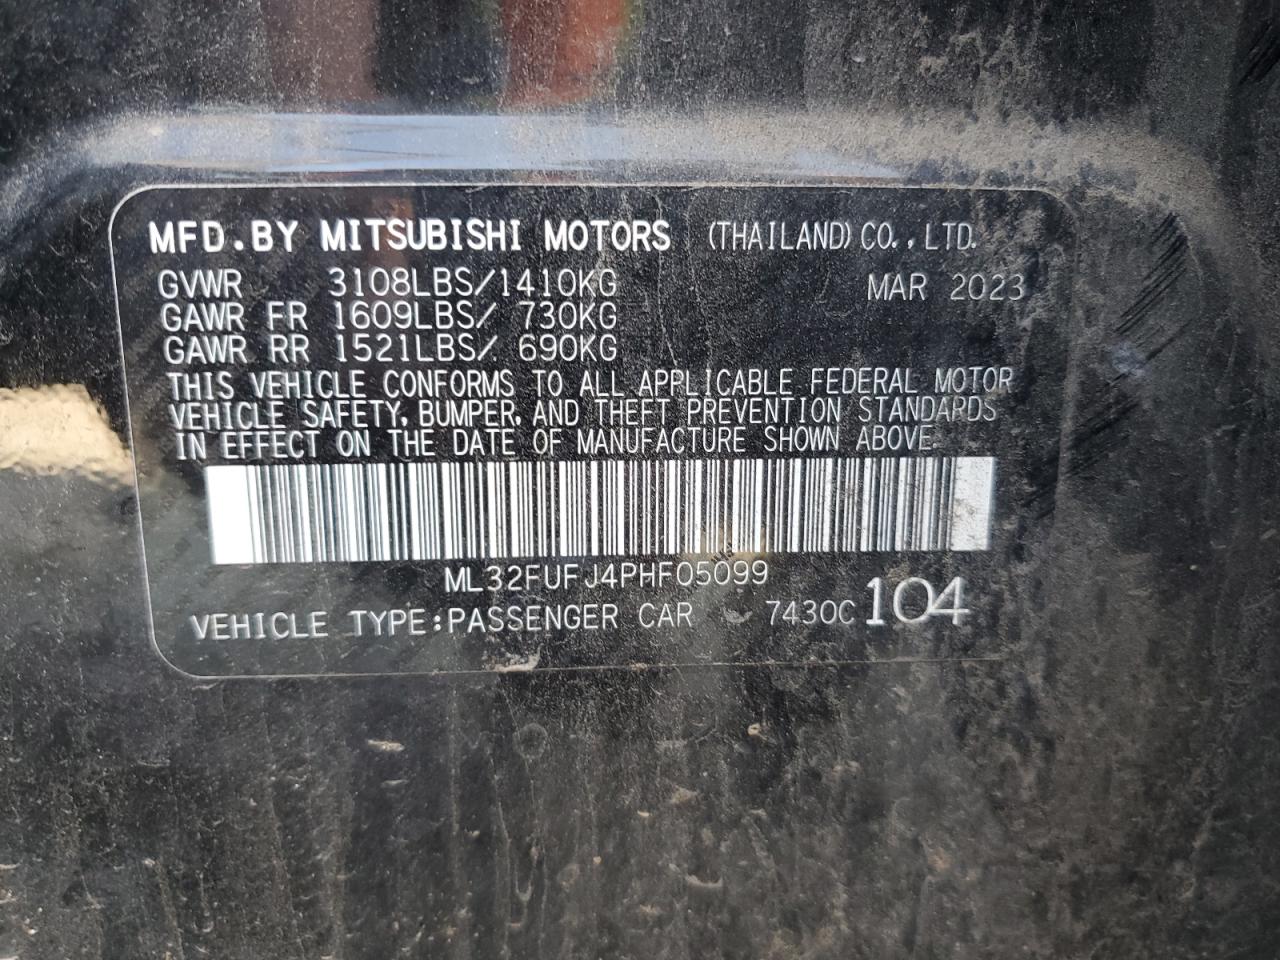 MFD.BY MITSUBISHI MOTORS (THAILAND) CO.,LTD.
GVWR 3108LBS/1410KG MAR 2023
GAWR FR 1609LBS/ 730KG
GAWR RR 1521LBS/ 690KG
THIS VEHICLE CONFORMS TO ALL APPLICABLE FEDERAL MOTOR
VEHICLE SAFETY, BUMPER, AND THEFT PREVENTION STANDARDS
IN EFFECT ON THE DATE OF MANUFACTURE SHOWN ABOVE.
ML32FUFJ4PHF05099
VEHICLE TYPE:PASSENGER CAR 7430C 104